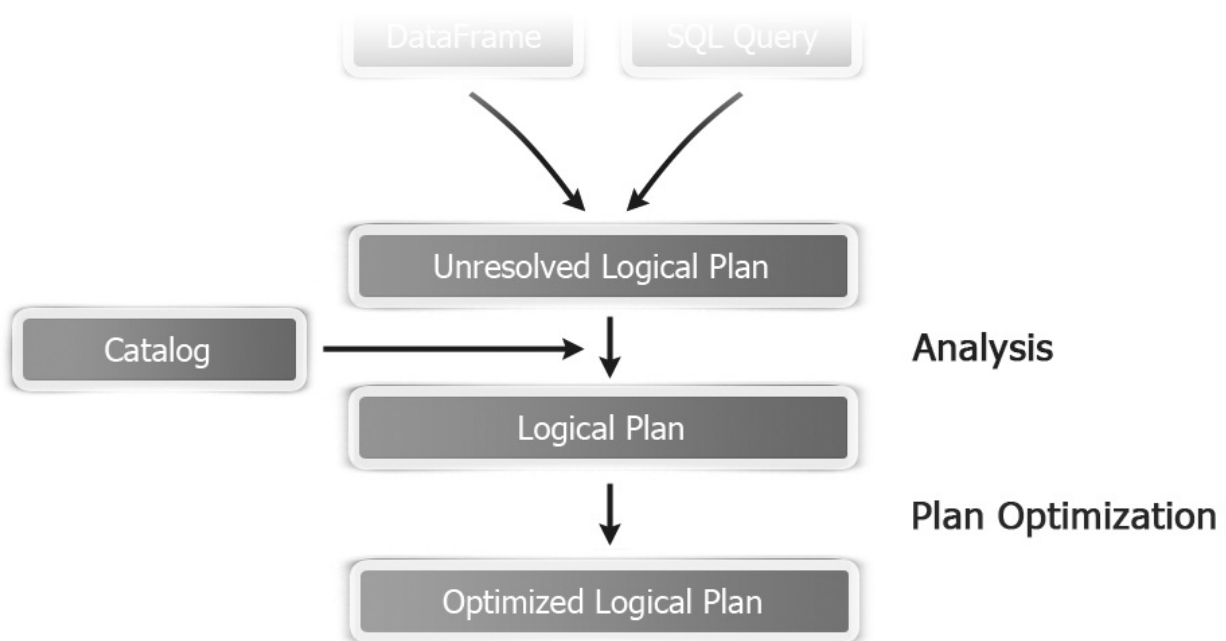 DataFrame
SQL Query
Unresolved Logical Plan
Catalog
Analysis
Logical Plan
Plan Optimization
Optimized Logical Plan